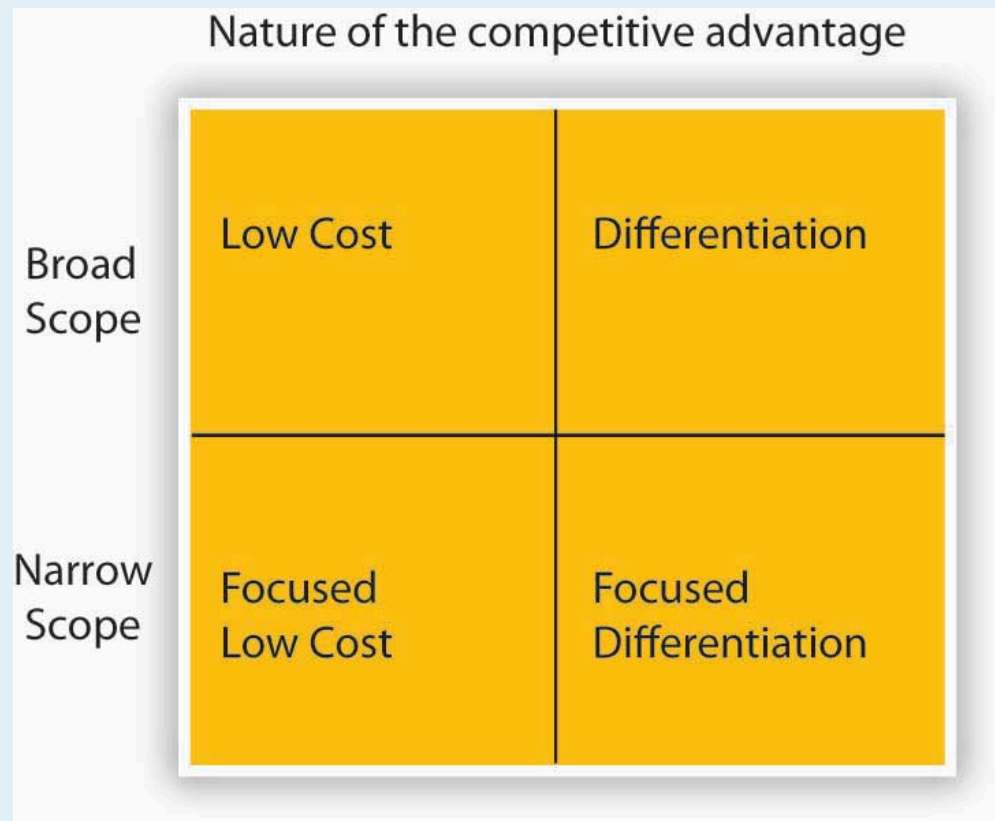 Nature of the competitive advantage
Broad
Scope
Low Cost
Differentiation
Narrow
Scope
Focused
Low Cost
Focused
Differentiation